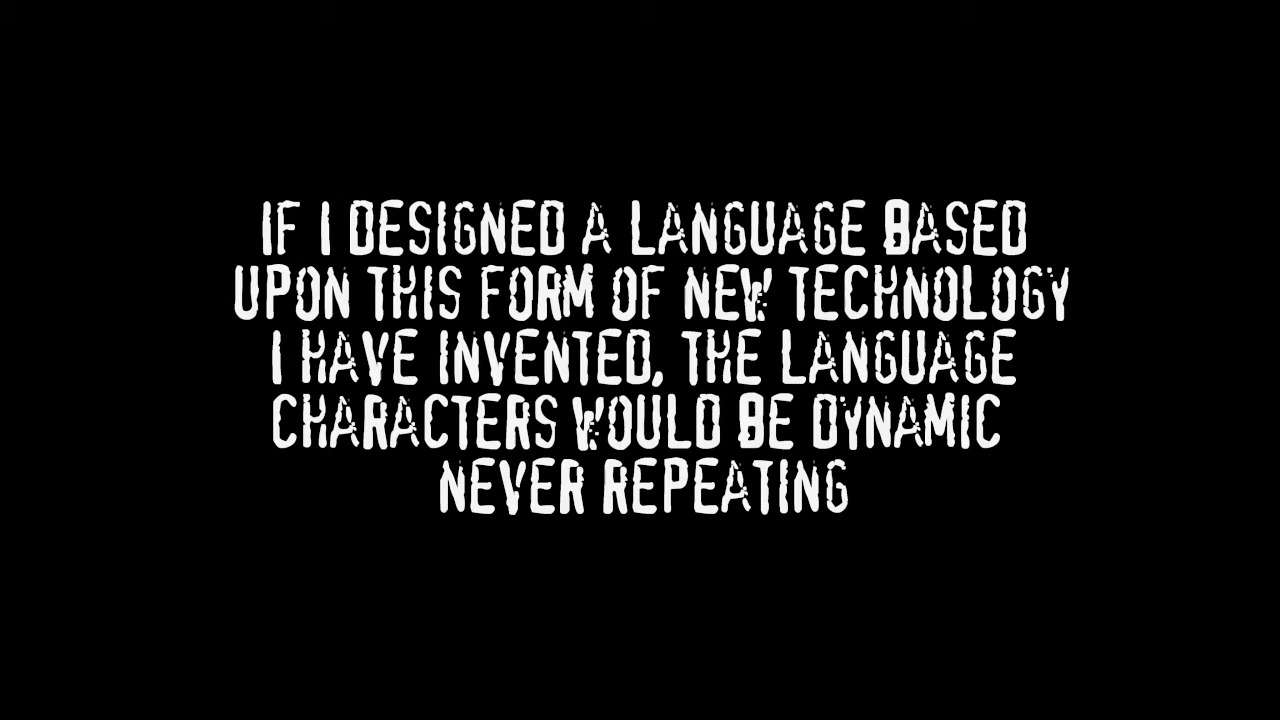 IF I DESIGNED A LANGUAGE BASED
UPON THIS FORM OF NEW TECHNOLOGY
I HAVE INVENTED, THE LANGUAGE
CHARACTERS WOULD BE DYNAMIC
NEVER REPEATING